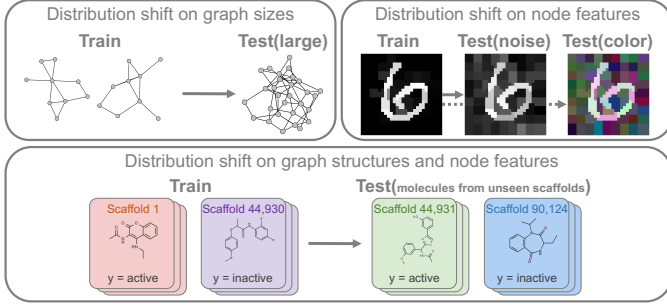 Distribution shift on graph sizes
Train
Test(large)
Distribution shift on node features
Train
Test(noise)
Test(color)
Distribution shift on graph structures and node features
Train
Test(molecules from unseen scaffolds)
Scaffold 1
y = active
Scaffold 44,930
y = inactive
Scaffold 44,931
y = active
Scaffold 90,124
y = inactive